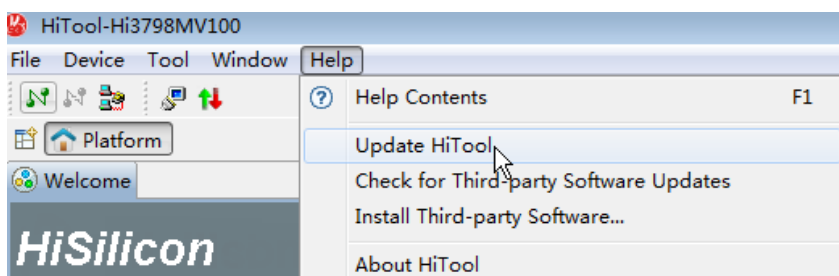 HiTool-Hi3798MV100
File Device Tool Window Help
Help Contents F1
Platform
Update HiTool
Welcome
Check for Third-party Software Updates
Install Third-party Software...
HiSilicon
About HiTool